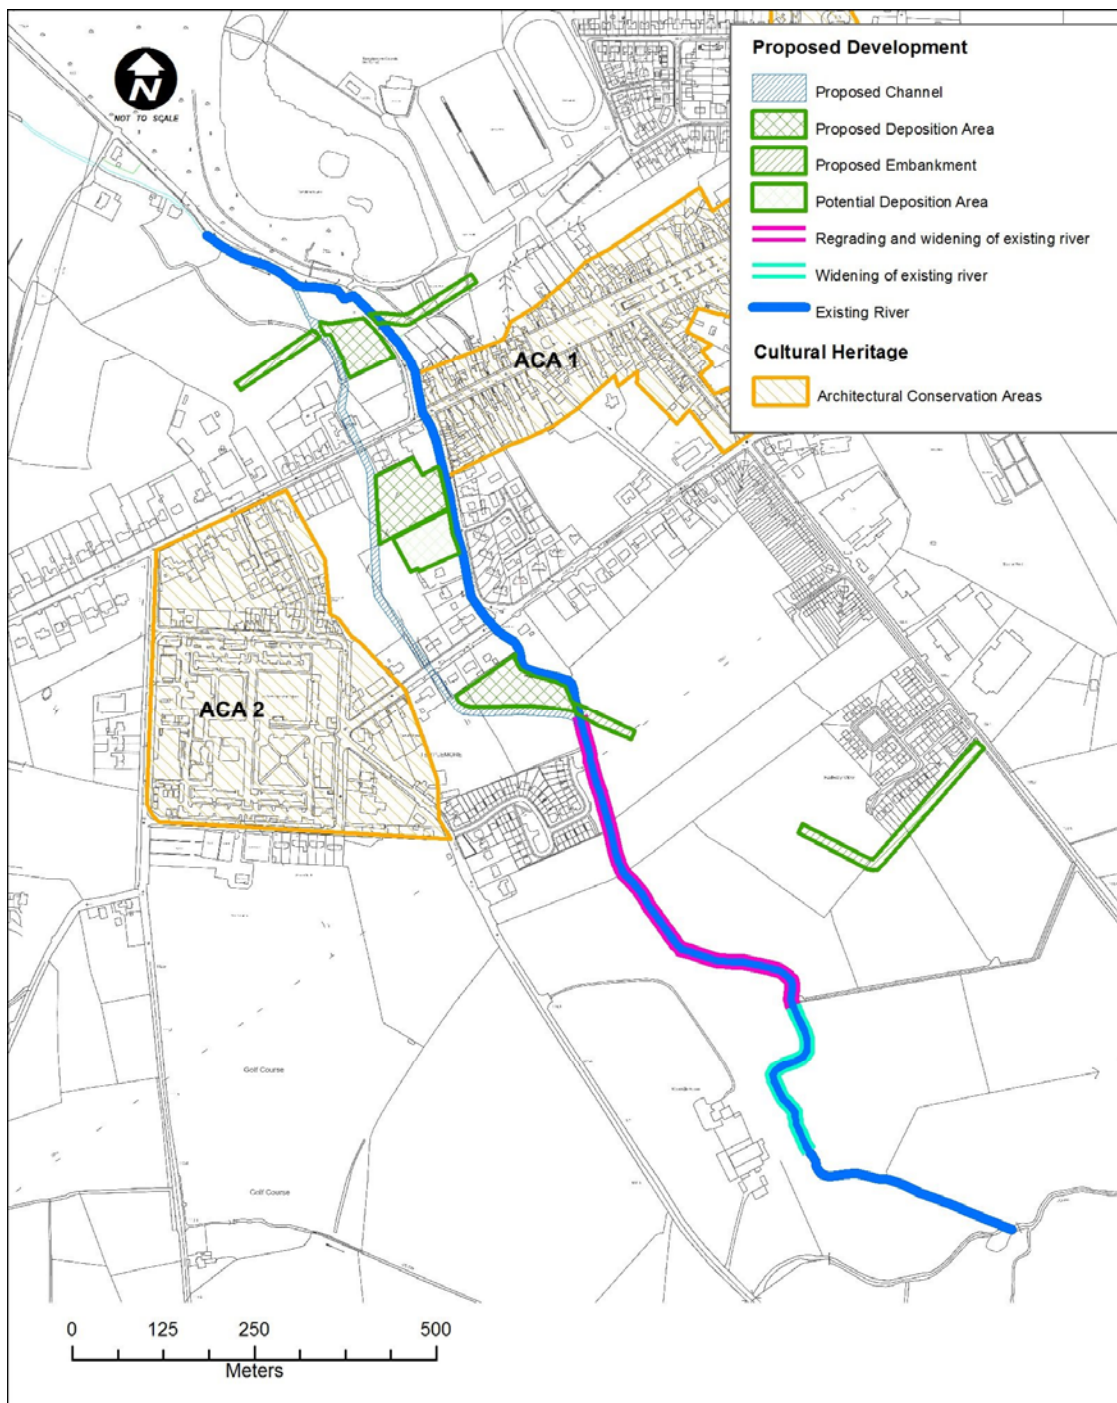 N
NOT TO SCALE
Proposed Development
Proposed Channel
Proposed Deposition Area
Proposed Embankment
Potential Deposition Area
Regrading and widening of existing river
Widening of existing river
Existing River
Cultural Heritage
Architectural Conservation Areas
ACA 1
ACA 2
Golf Course
Golf Course
0 125 250 500
Meters